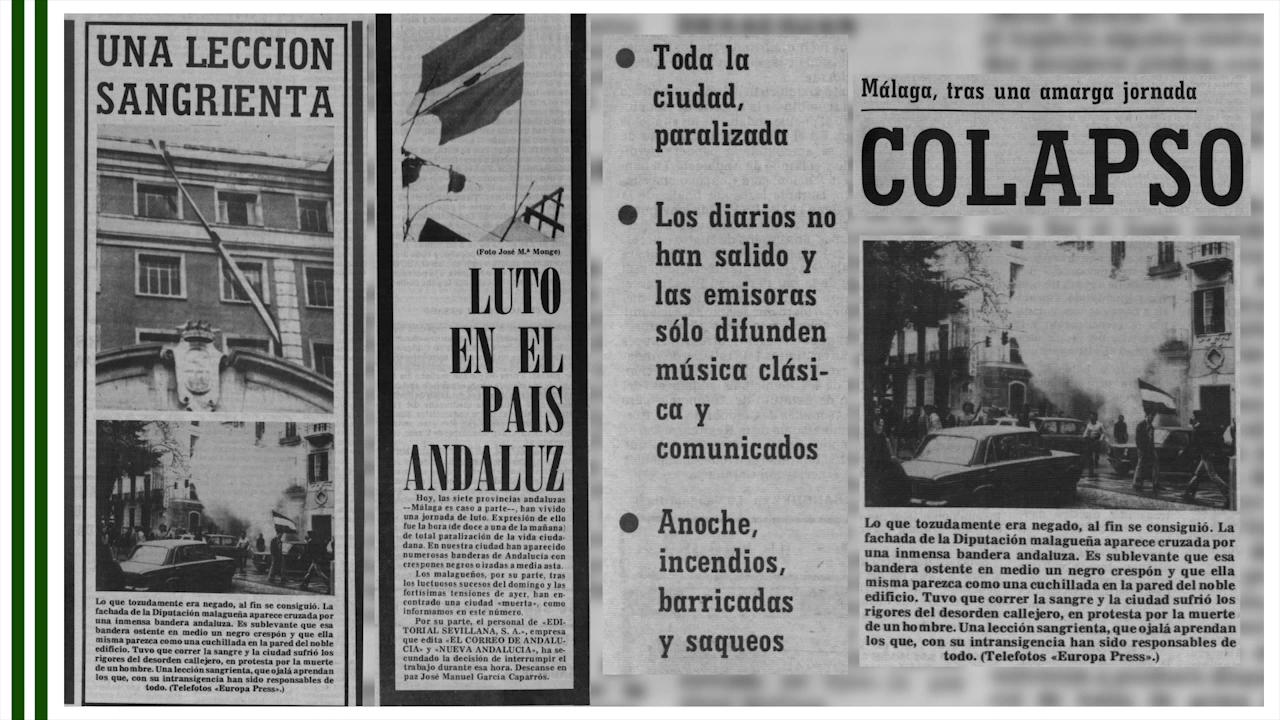 UNA LECCION
SANGRIENTA
Lo que tozudamente era negado, al fin se consiguió. La
fachada de la Diputación malagueña aparece cruzada por
una inmensa bandera andaluza. Es sublevante que esa
bandera ostente en medio un negro crespón y que ella
misma parezca como una cuchillada en la pared del noble
edificio. Tuvo que correr la sangre y la ciudad sufrió los
rigores del desorden callejero, en protesta por la muerte
de un hombre. Una lección sangrienta, que ojalá aprendan
los que, con su intransigencia han sido responsables de
todo. (Telefotos «Europa Press».)
(Foto José M.ª Monge)
LUTO
EN EL
PAIS
ANDALUZ
Hoy, las siete provincias andaluzas
--Málaga es caso a parte--, han vivido
una jornada de luto. Expresión de ello
fue la hora (de doce a una de la mañana)
de total paralización de la vida ciuda-
dana. En nuestra ciudad han aparecido
numerosas banderas de Andalucía con
crespones negros o izadas a media asta.
Los malagueños, por su parte, tras
los luctuosos sucesos del domingo y las
fortísimas tensiones de ayer, han en-
contrado una ciudad «muerta», como
informamos en este número.
Por su parte, el personal de «EDI-
TORIAL SEVILLANA, S. A.», empresa
que edita «EL CORREO DE ANDALU-
CIA» y «NUEVA ANDALUCIA», ha se-
cundado la decisión de interrumpir el
trabajo durante esa hora. Descanse en
paz José Manuel García Caparrós.
● Toda la
ciudad,
paralizada
● Los diarios no
han salido y
las emisoras
sólo difunden
música clási-
ca y
comunicados
● Anoche,
incendios,
barricadas
y saqueos
Málaga, tras una amarga jornada
COLAPSO
Lo que tozudamente era negado, al fin se consiguió. La
fachada de la Diputación malagueña aparece cruzada por
una inmensa bandera andaluza. Es sublevante que esa
bandera ostente en medio un negro crespón y que ella
misma parezca como una cuchillada en la pared del noble
edificio. Tuvo que correr la sangre y la ciudad sufrió los
rigores del desorden callejero, en protesta por la muerte
de un hombre. Una lección sangrienta, que ojalá aprendan
los que, con su intransigencia han sido responsables de
todo. (Telefotos «Europa Press».)